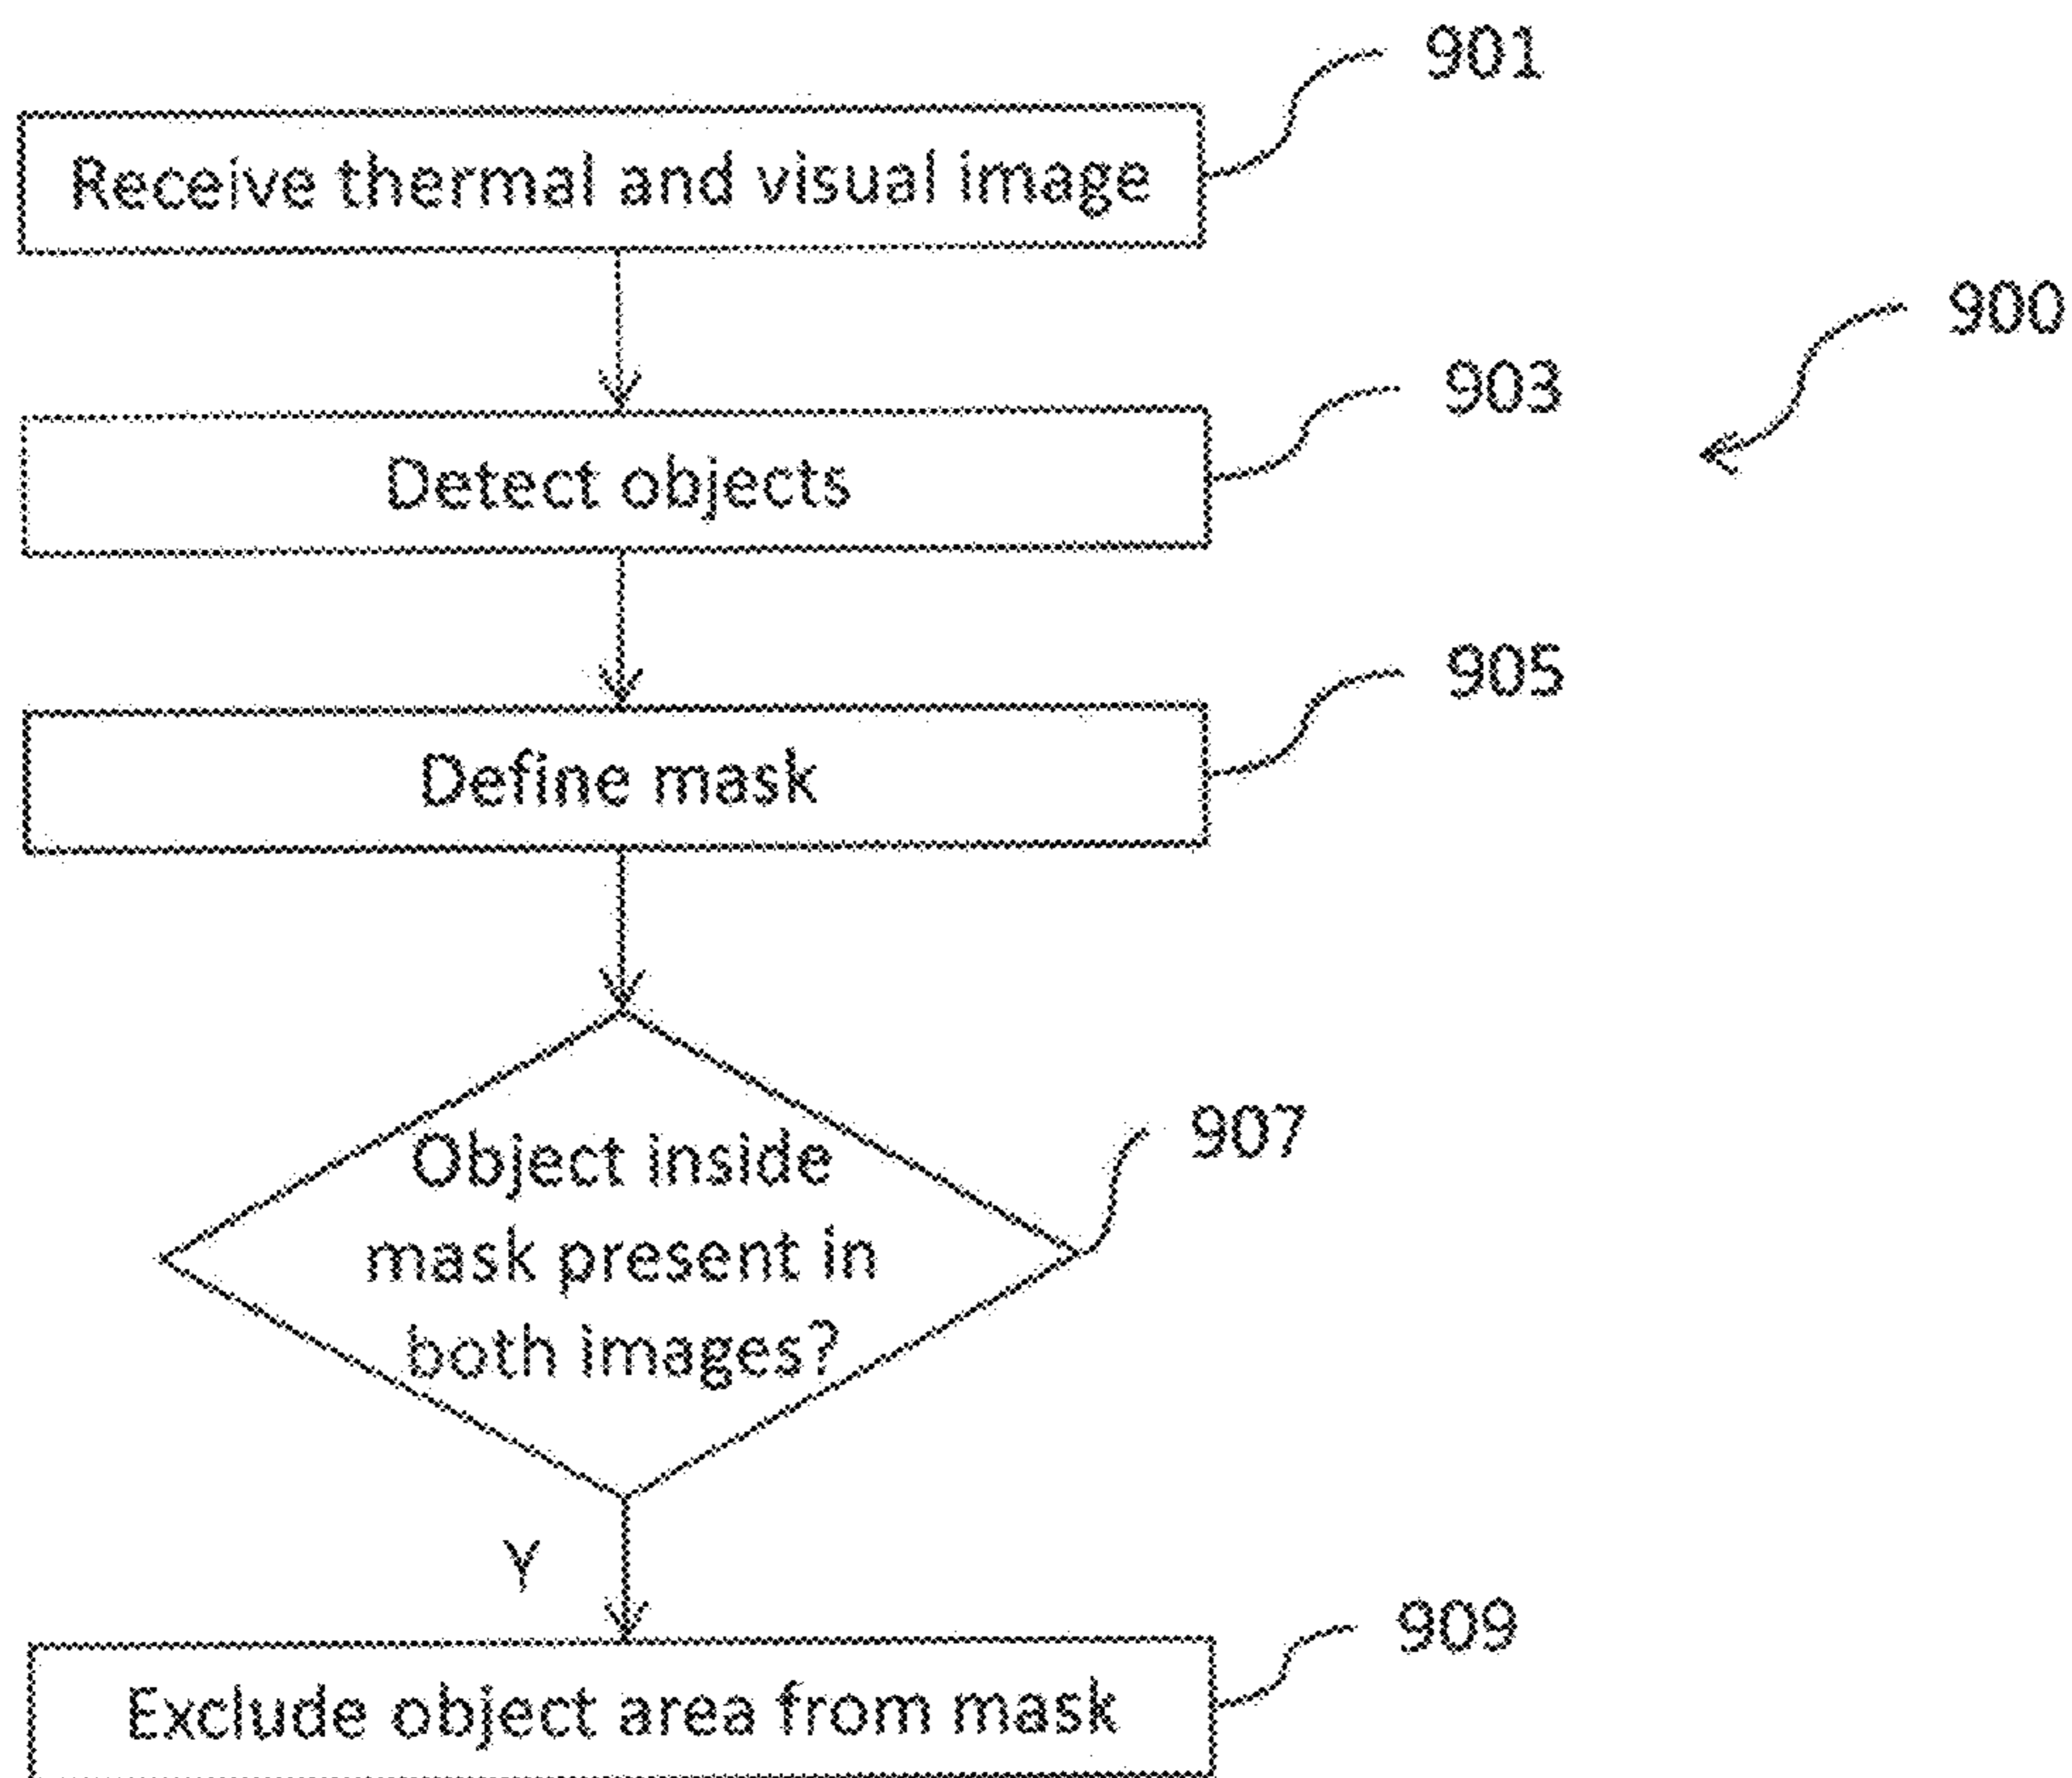 901
Receive thermal and visual image
900
903
Detect objects
905
Define mask
907
Object inside
mask present in
both images?
Y
909
Exclude object area from mask